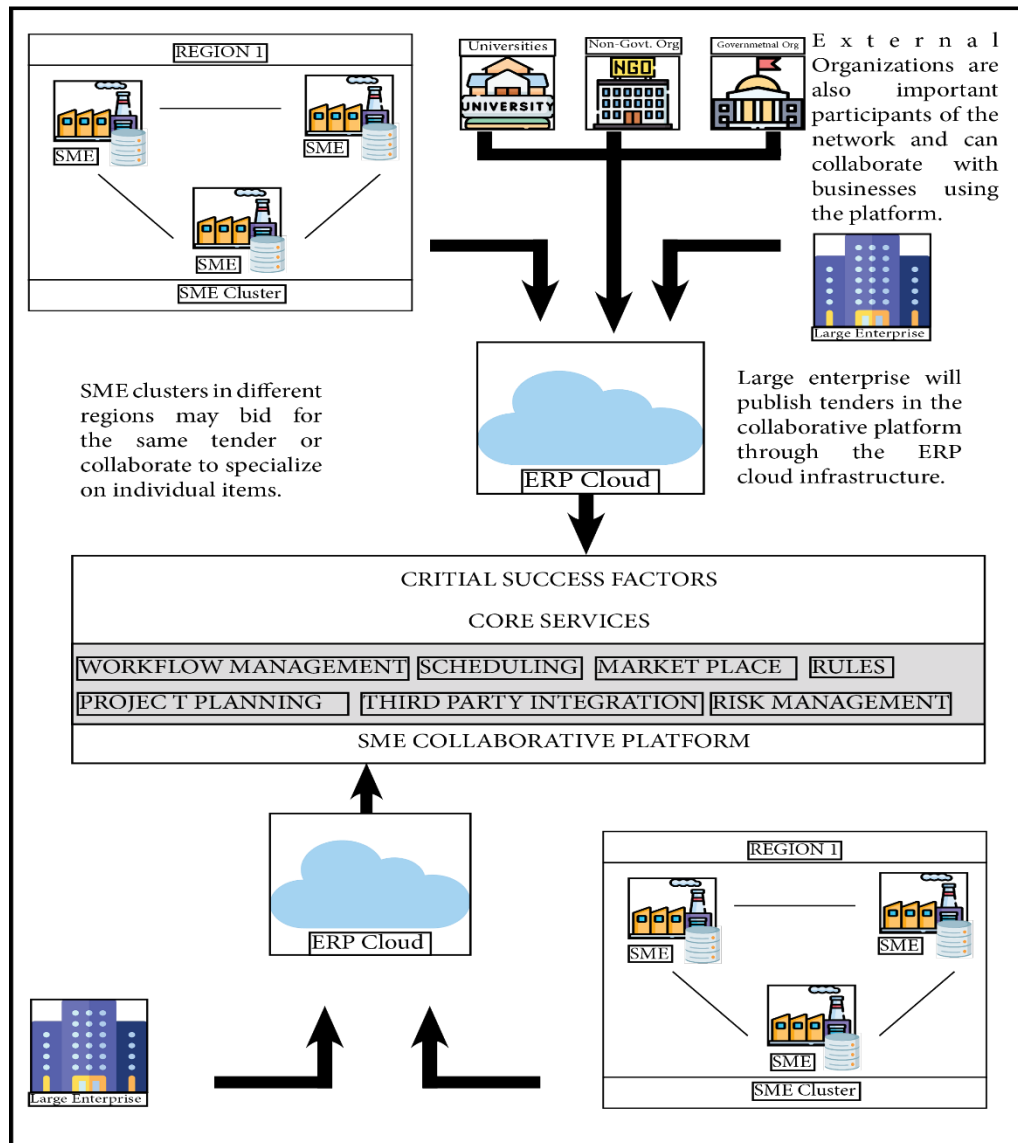 REGION 1
SME
SME
SME
SME Cluster
Universities
UNIVERSITY
Non-Govt. Org
NGO
Governmetnal Org
External
Organizations are
also important
participants of the
network and can
collaborate with
businesses using
the platform.
Large Enterprise
SME clusters in different
regions may bid for
the same tender or
collaborate to specialize
on individual items.
ERP Cloud
Large enterprise will
publish tenders in the
collaborative platform
through the ERP
cloud infrastructure.
CRITIAL SUCCESS FACTORS
CORE SERVICES
WORKFLOW MANAGEMENT SCHEDULING MARKET PLACE RULES
PROJEC T PLANNING THIRD PARTY INTEGRATION RISK MANAGEMENT
SME COLLABORATIVE PLATFORM
ERP Cloud
Large Enterprise
REGION 1
SME
SME
SME
SME Cluster